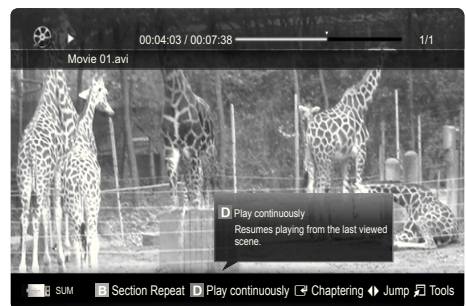 00:04:03 / 00:07:38
1/1
Movie 01.avi
D Play continuously
Resumes playing from the last viewed
scene.
SUM B Section Repeat D Play continuously Chaptering Jump Tools